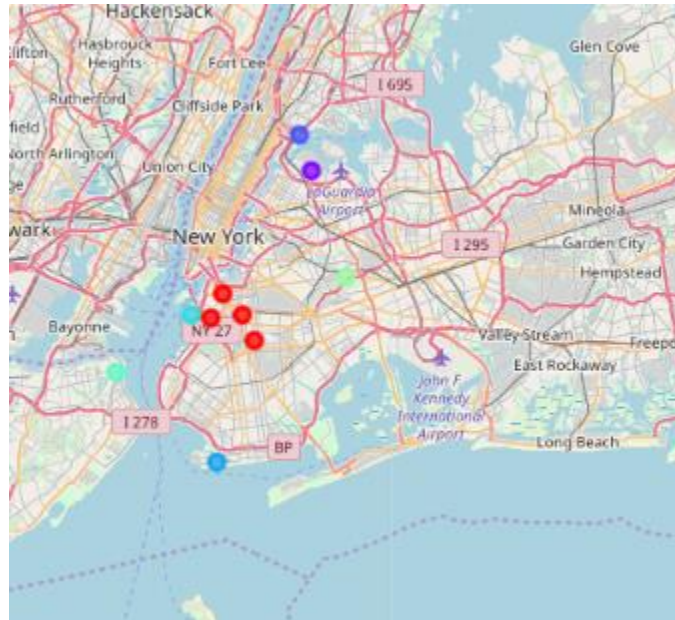 Hackensack
Clifton
Hasbrouck
Heights
Fort Lee
Glen Cove
I 695
Rutherford
Cliffside Park
field
North Arlington
Union City
ge
LaGuardia
Airport
Mineola
wark
New York
I 295
Garden City
Hempstead
n
Bayonne
NY 27
Valley Stream
Freepo
East Rockaway
John F
Kennedy
International
Airport
I 278
BP
Long Beach